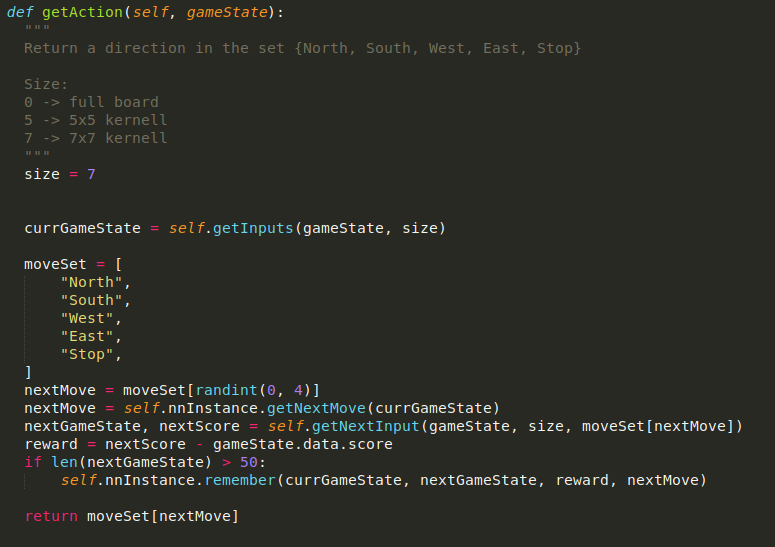 def getAction(self, gameState):
"""
Return a direction in the set {North, South, West, East, Stop}
Size:
0 -> full board
5 -> 5x5 kernell
7 -> 7x7 kernell
"""
size = 7
currGameState = self.getInputs(gameState, size)
moveSet = [
"North",
"South",
"West",
"East",
"Stop",
]
nextMove = moveSet[randint(0, 4)]
nextMove = self.nnInstance.getNextMove(currGameState)
nextGameState, nextScore = self.getNextInput(gameState, size, moveSet[nextMove])
reward = nextScore - gameState.data.score
if len(nextGameState) > 50:
self.nnInstance.remember(currGameState, nextGameState, reward, nextMove)
return moveSet[nextMove]